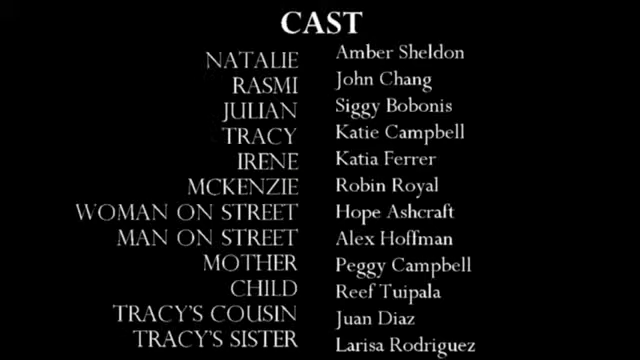 CAST
NATALIE Amber Sheldon
RASMI John Chang
JULIAN Siggy Bobonis
TRACY Katie Campbell
IRENE Katia Ferrer
MCKENZIE Robin Royal
WOMAN ON STREET Hope Ashcraft
MAN ON STREET Alex Hoffman
MOTHER Peggy Campbell
CHILD Reef Tuipala
TRACY'S COUSIN Juan Diaz
TRACY'S SISTER Larisa Rodriguez